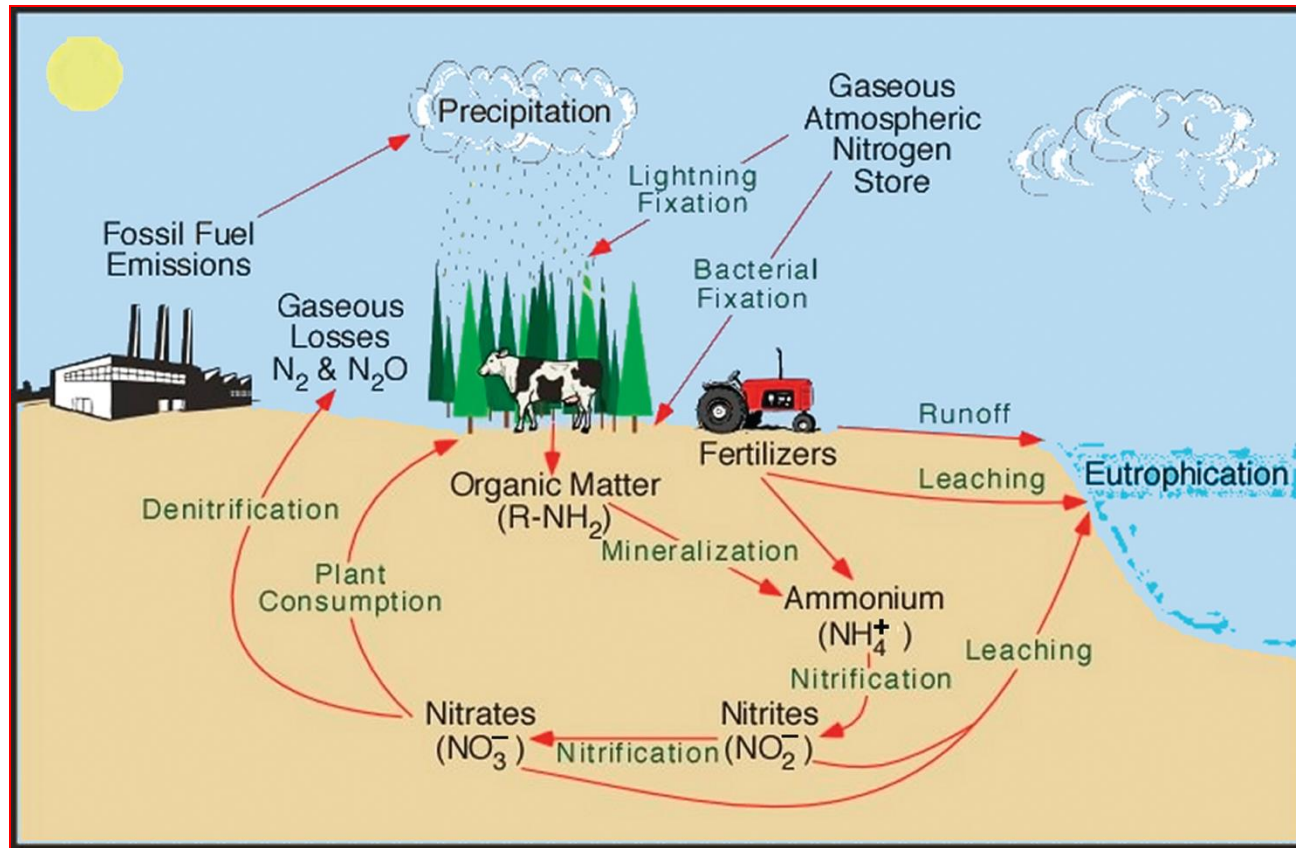 Precipitation
Gaseous
Atmospheric
Nitrogen
Store
Lightning
Fixation
Fossil Fuel
Emissions
Bacterial
Fixation
Gaseous
Losses
N₂ & N₂O
Runoff
Fertilizers
Leaching
Eutrophication
Organic Matter
(R-NH₂)
Denitrification
Mineralization
Plant
Consumption
Ammonium
(NH₄⁺ )
Leaching
Nitrification
Nitrates
(NO₃⁻)
Nitrification
Nitrites
(NO₂⁻)